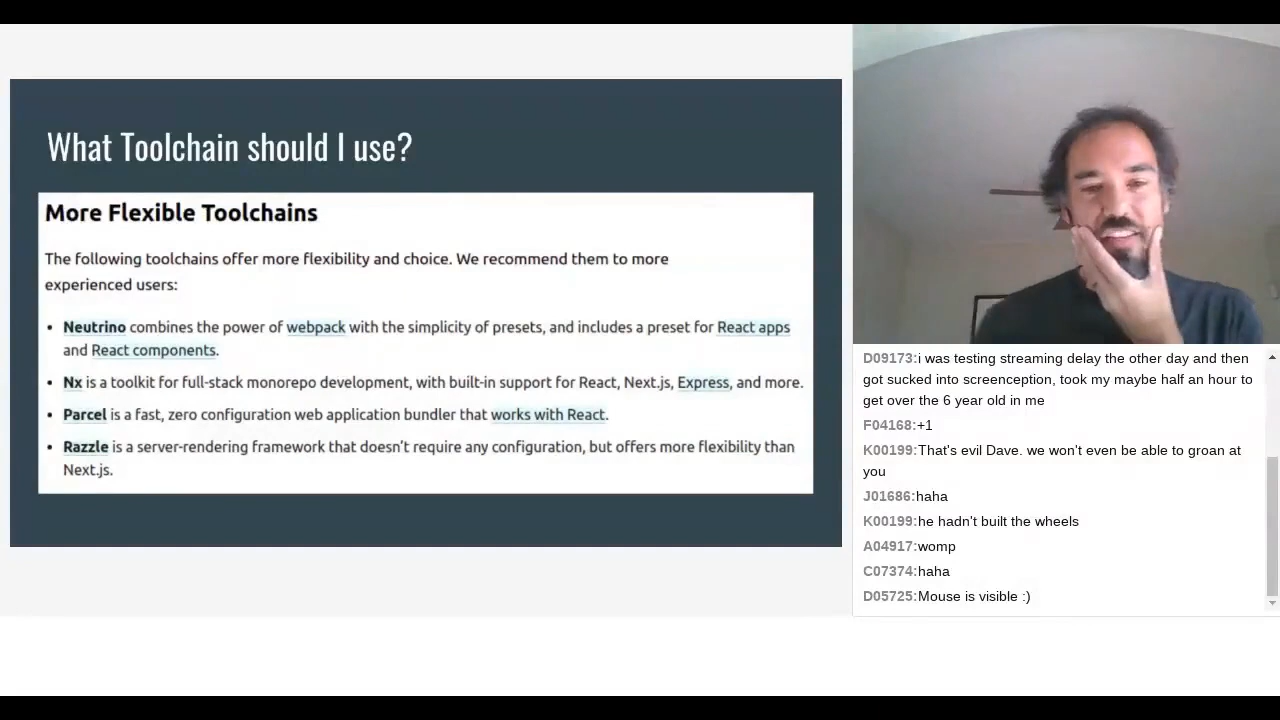 What Toolchain should I use?
More Flexible Toolchains
The following toolchains offer more flexibility and choice. We recommend them to more
experienced users:
• Neutrino combines the power of webpack with the simplicity of presets, and includes a preset for React apps
and React components.
• Nx is a toolkit for full-stack monorepo development, with built-in support for React, Next.js, Express, and more.
• Parcel is a fast, zero configuration web application bundler that works with React.
• Razzle is a server-rendering framework that doesn't require any configuration, but offers more flexibility than
Next.js.
D09173:i was testing streaming delay the other day and then
got sucked into screenception, took my maybe half an hour to
get over the 6 year old in me
F04168:+1
K00199:That's evil Dave. we won't even be able to groan at
you
J01686:haha
K00199:he hadn't built the wheels
A04917:womp
C07374:haha
D05725:Mouse is visible :)